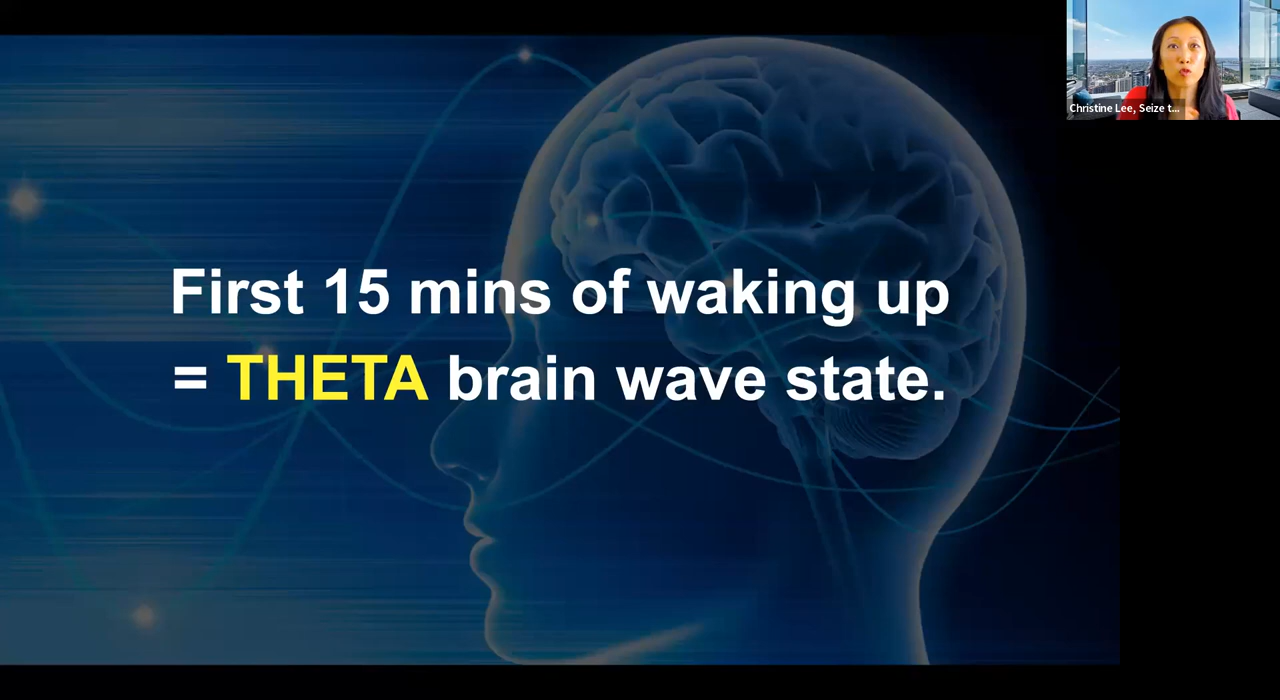 Christine Lee, Seize t...
First 15 mins of waking up
= THETA brain wave state.